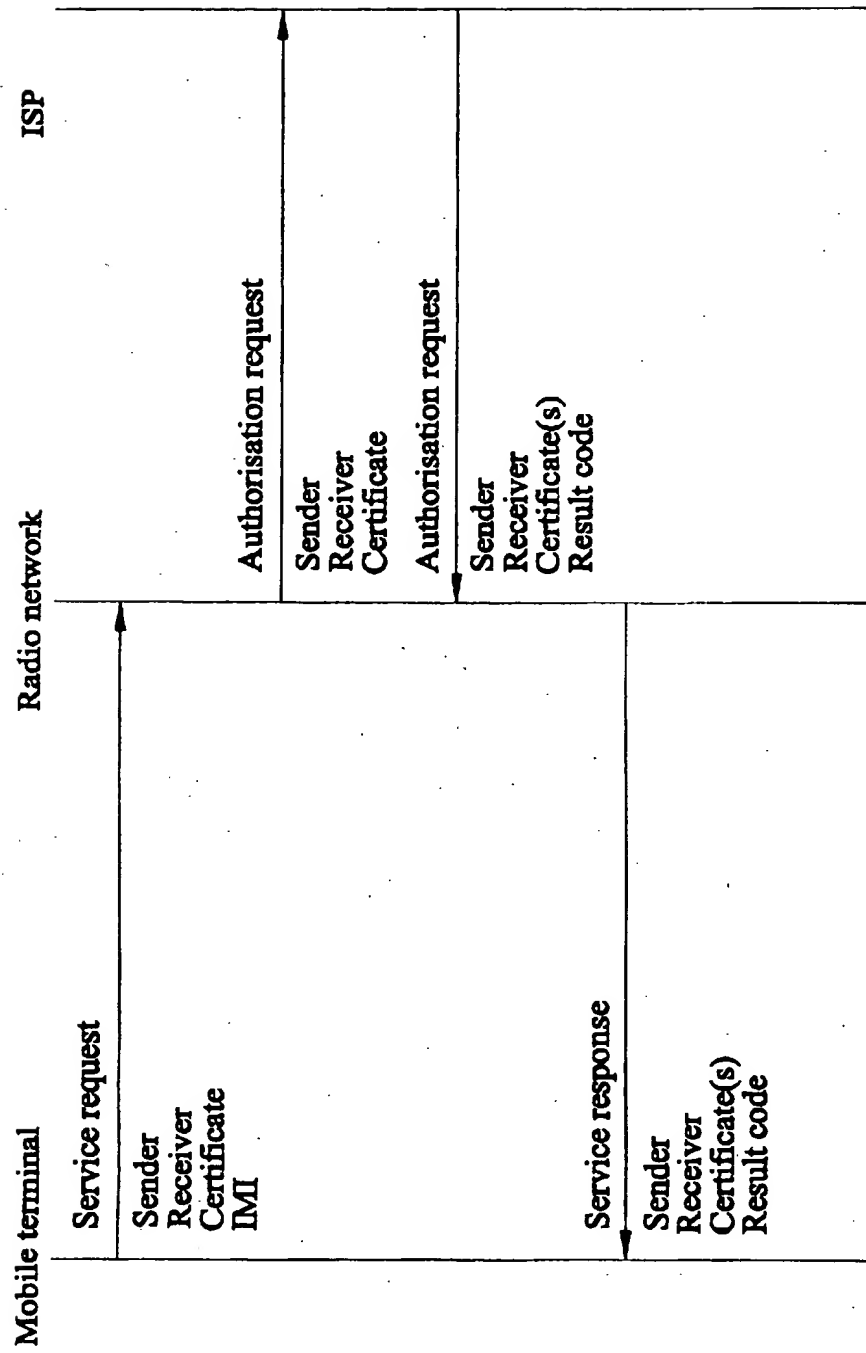 Mobile terminal
Radio network
ISP
Service request
Sender
Receiver
Certificate
IMI
Authorisation request
Sender
Receiver
Certificate
Authorisation request
Sender
Receiver
Certificate(s)
Result code
Service response
Sender
Receiver
Certificate(s)
Result code